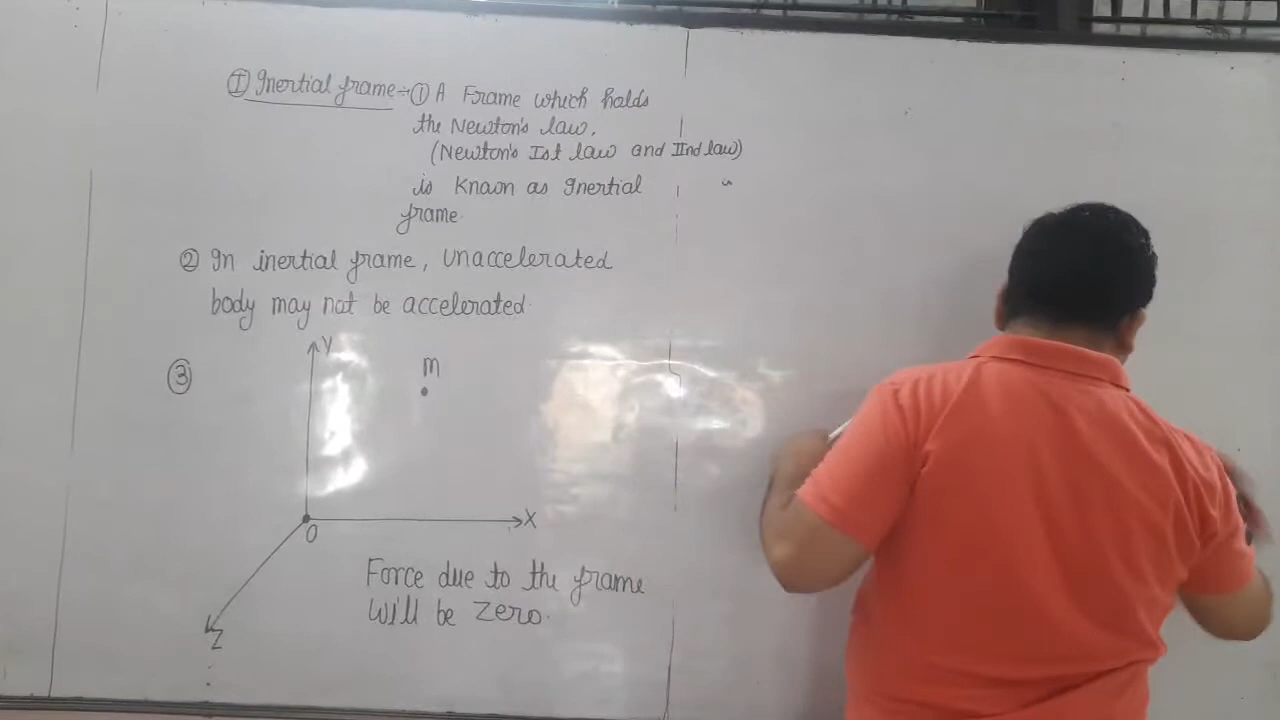 Ⓘ Inertial frame:- ① A Frame which holds
the Newton's law.
(Newton's Ist law and IInd law)
is Known as Inertial
frame.
② In inertial frame, Unaccelerated
body may not be accelerated.
③
Y
m
X
O
Z
Force due to the frame
will be zero.